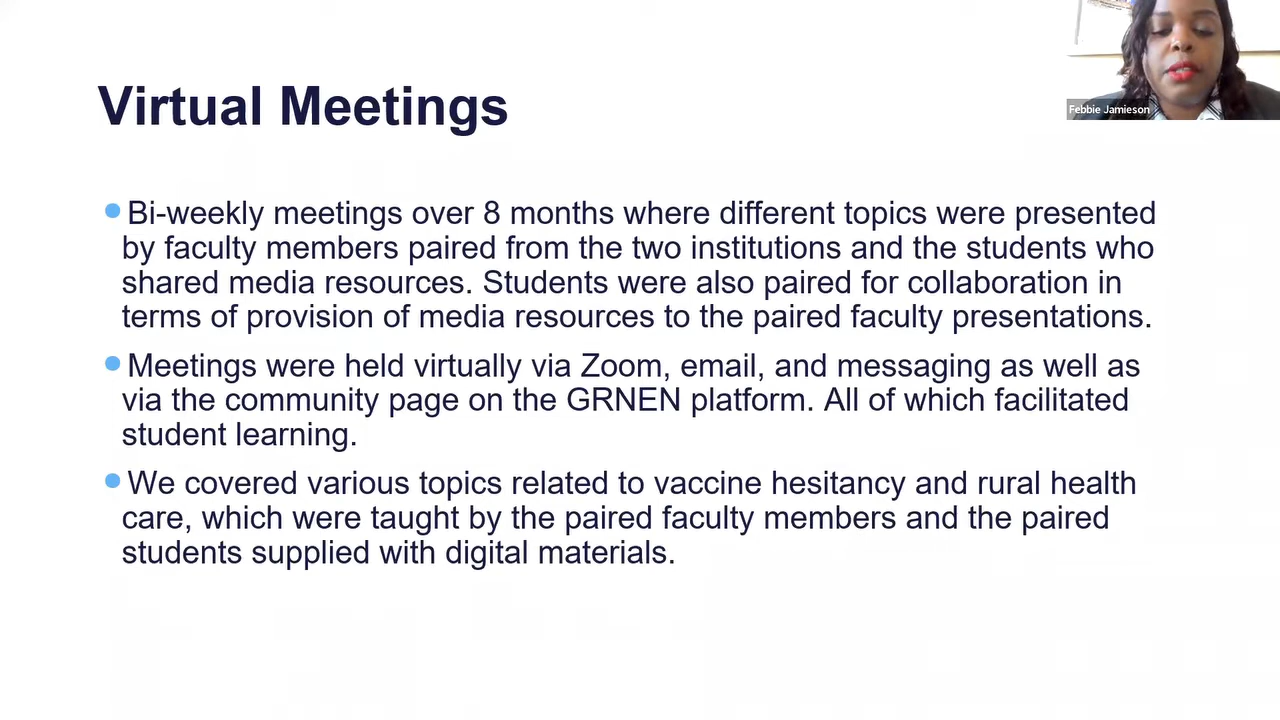 Virtual Meetings
Febbie Jamieson
Bi-weekly meetings over 8 months where different topics were presented
by faculty members paired from the two institutions and the students who
shared media resources. Students were also paired for collaboration in
terms of provision of media resources to the paired faculty presentations.
Meetings were held virtually via Zoom, email, and messaging as well as
via the community page on the GRNEN platform. All of which facilitated
student learning.
We covered various topics related to vaccine hesitancy and rural health
care, which were taught by the paired faculty members and the paired
students supplied with digital materials.